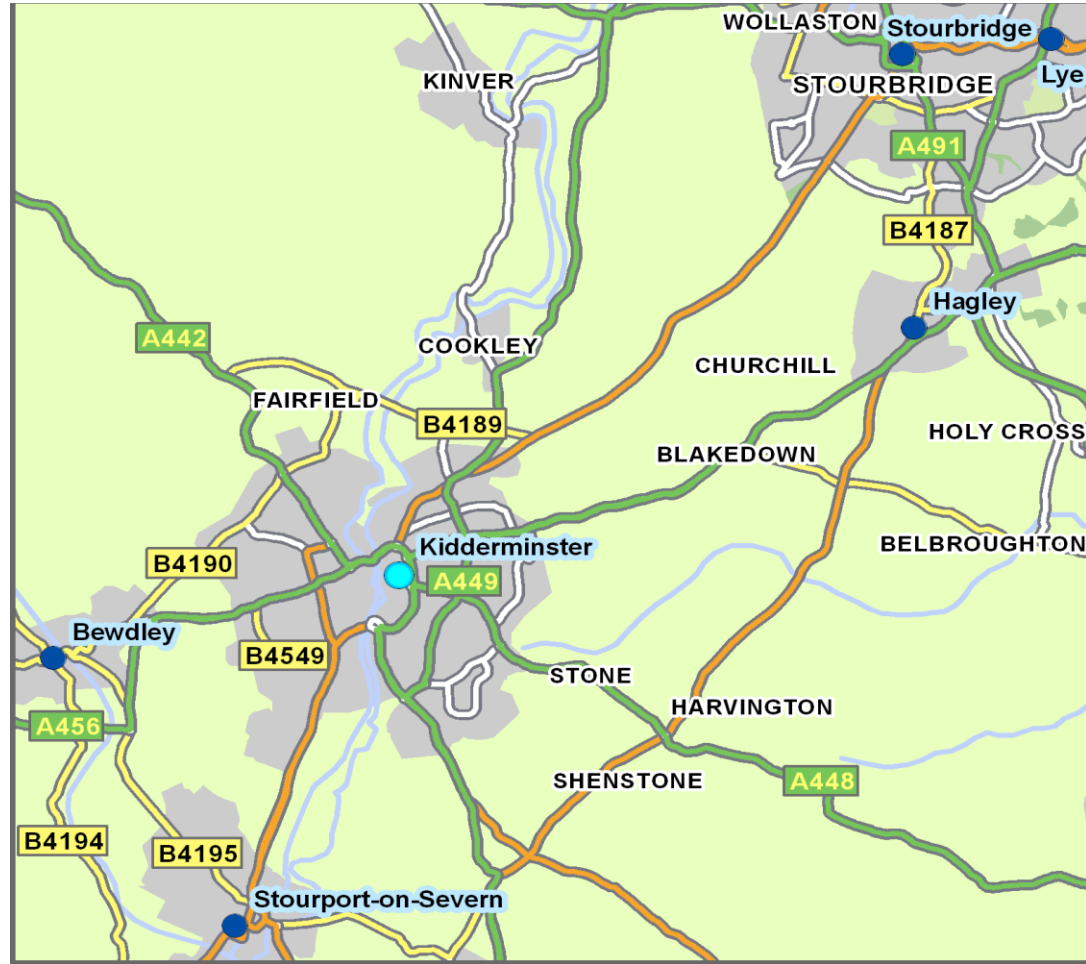 WOLLASTON
Stourbridge
KINVER
Lye
STOURBRIDGE
A491
B4187
Hagley
A442
COOKLEY
CHURCHILL
FAIRFIELD
B4189
HOLY CROSS
BLAKEDOWN
Kidderminster
BELBROUGHTON
B4190
A449
Bewdley
B4549
STONE
HARVINGTON
A456
SHENSTONE
A448
B4194
B4195
Stourport-on-Severn